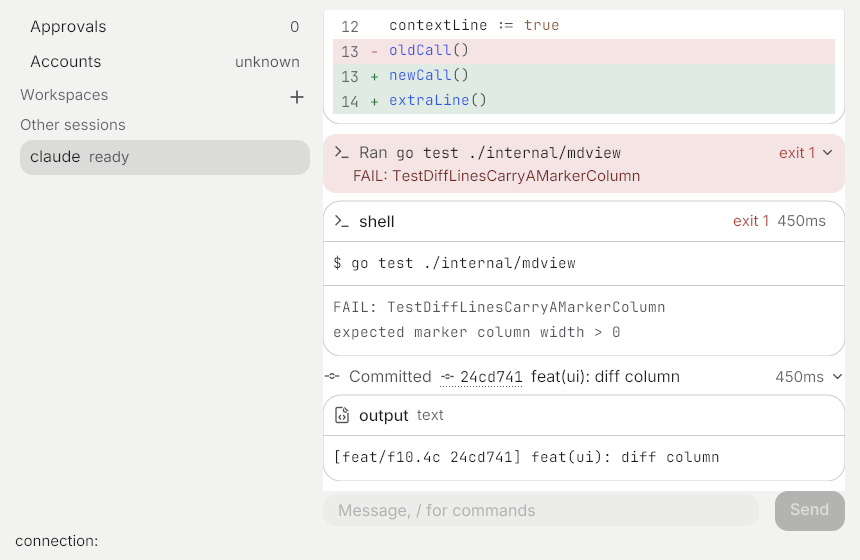 Approvals 0
Accounts unknown
Workspaces +
Other sessions
claude ready
connection:
12 contextLine := true
13 - oldCall()
13 + newCall()
14 + extraLine()
Ran go test ./internal/mdview exit 1
FAIL: TestDiffLinesCarryAMarkerColumn
shell exit 1 450ms
$ go test ./internal/mdview
FAIL: TestDiffLinesCarryAMarkerColumn
expected marker column width > 0
Committed 24cd741 feat(ui): diff column 450ms
output text
[feat/f10.4c 24cd741] feat(ui): diff column
Message, / for commands Send